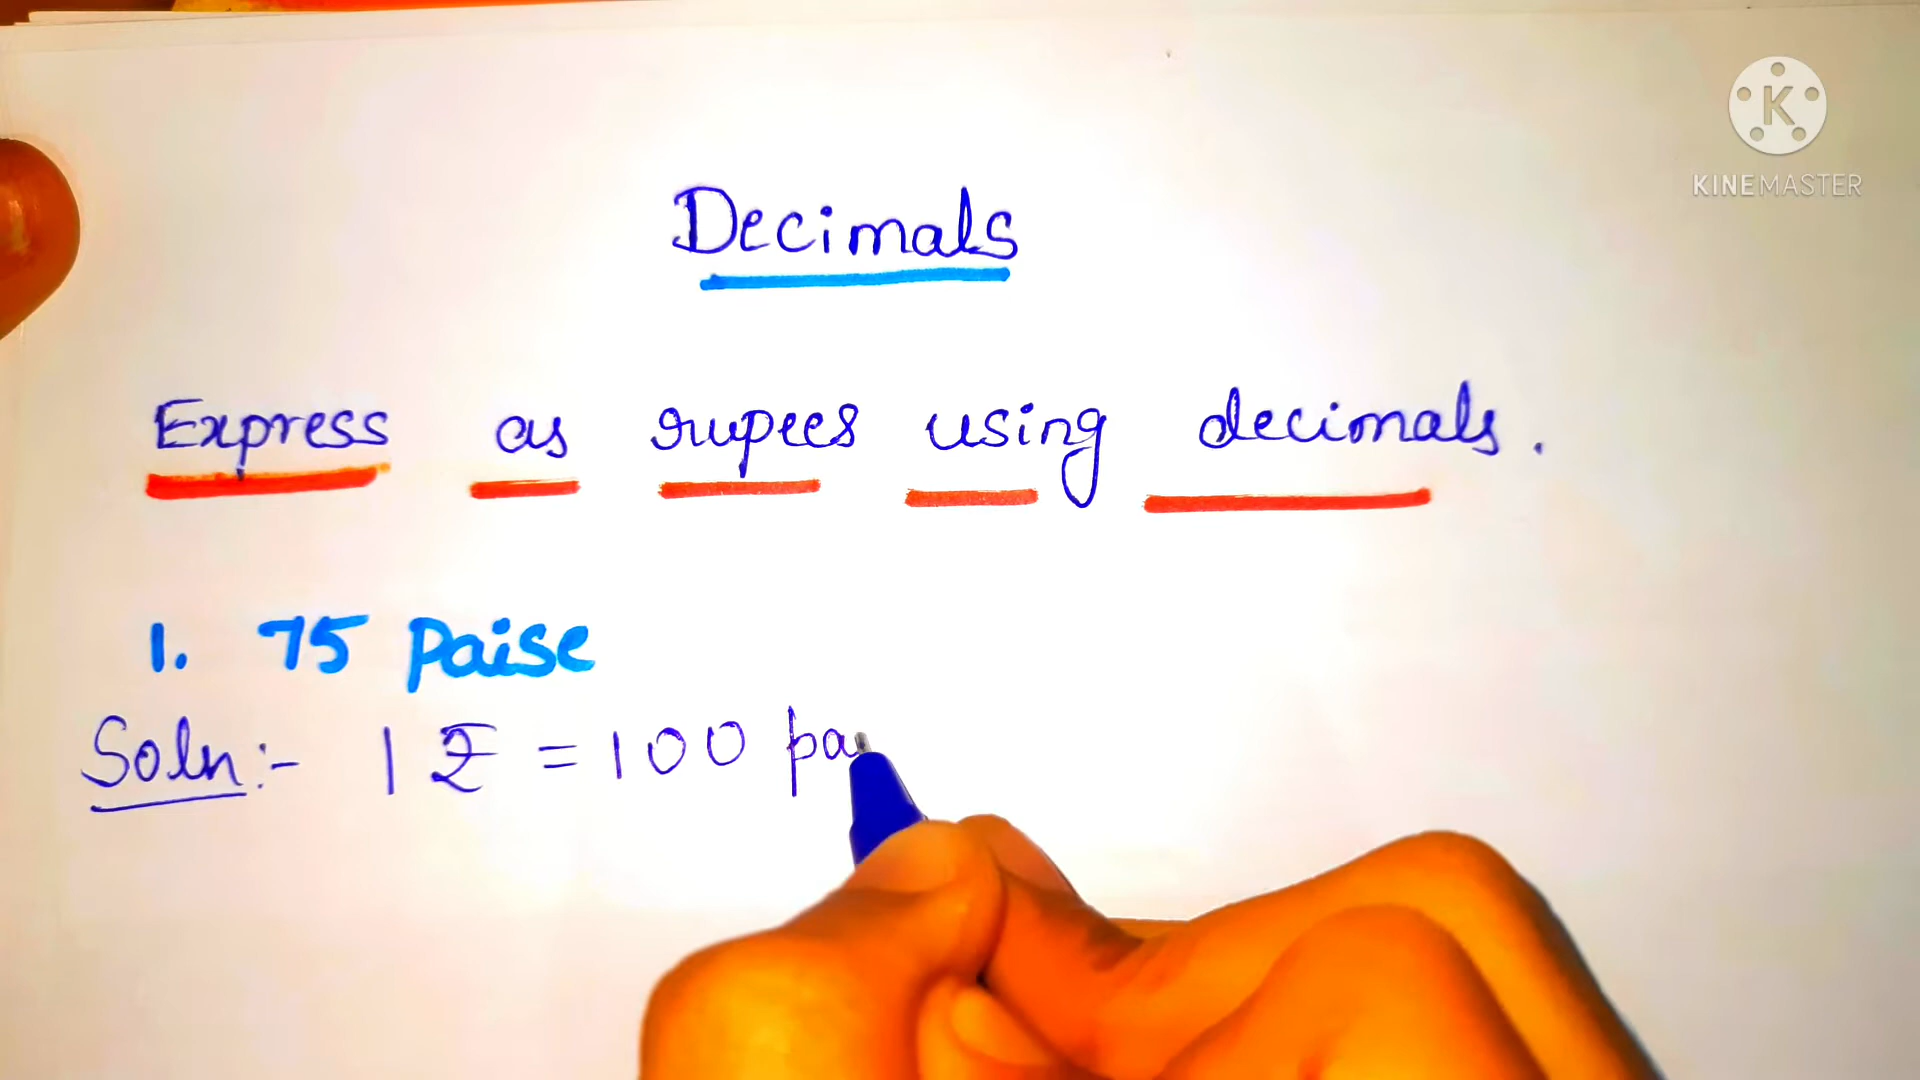 K
KINEMASTER
Decimals
Express as rupees using decimals.
1. 75 Paise
Soln:- 1 ₹ = 100 pa